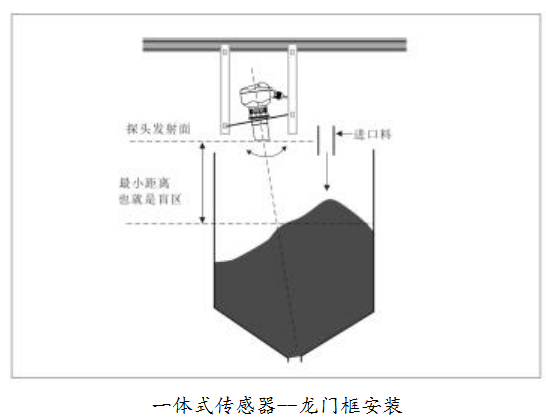 探头发射面
进口料
最小距离
也就是盲区
一体式传感器--龙门框安装